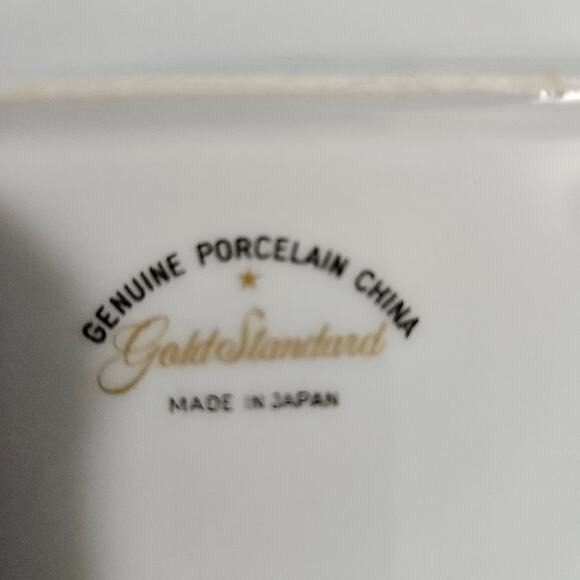 GENUINE PORCELAIN CHINA
Gold Standard
MADE IN JAPAN